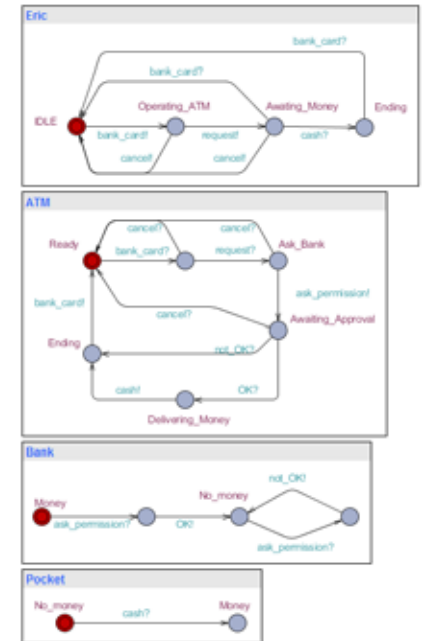 Eric
bank_card?
bank_card?
Operating_ATM
Awating_Money
Ending
IDLE
bank_card!
request!
cash?
cancel!
cancel!
ATM
cancel?
cancel?
Ready
Ask_Bank
bank_card?
request?
ask_permission!
bank_card!
cancel?
Awaiting_Approval
Ending
not_OK?
cash!
OK?
Delivering_Money
Bank
not_OK!
Money
No_money
ask_permission?
OK!
ask_permission?
Pocket
No_money
Money
cash?